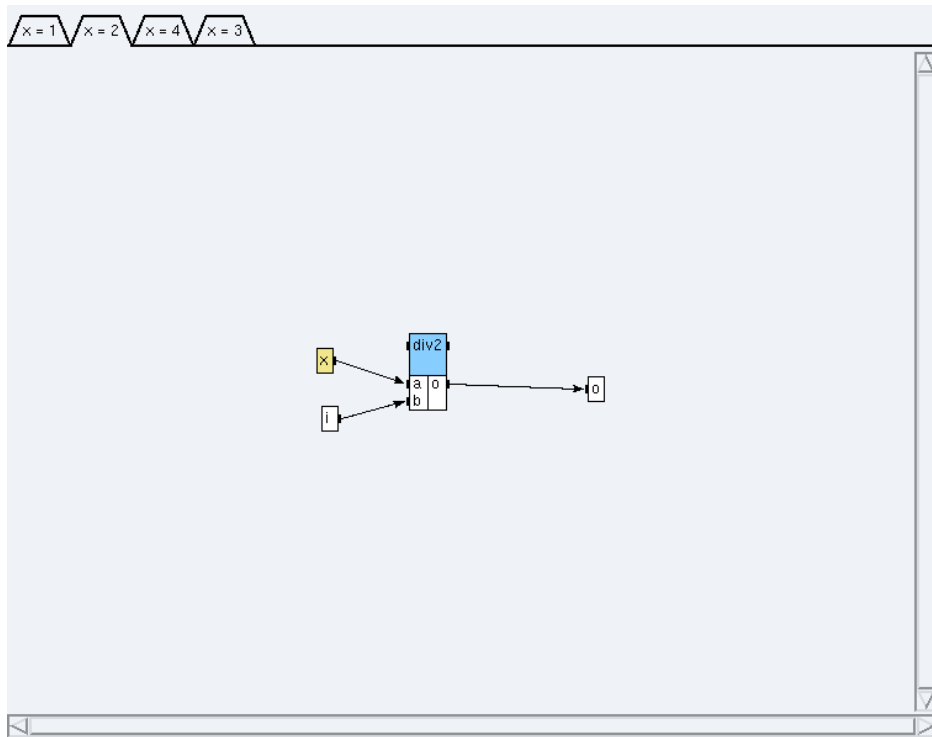 x = 1 x = 2 x = 4 x = 3
div2
x
a o
o
b
i